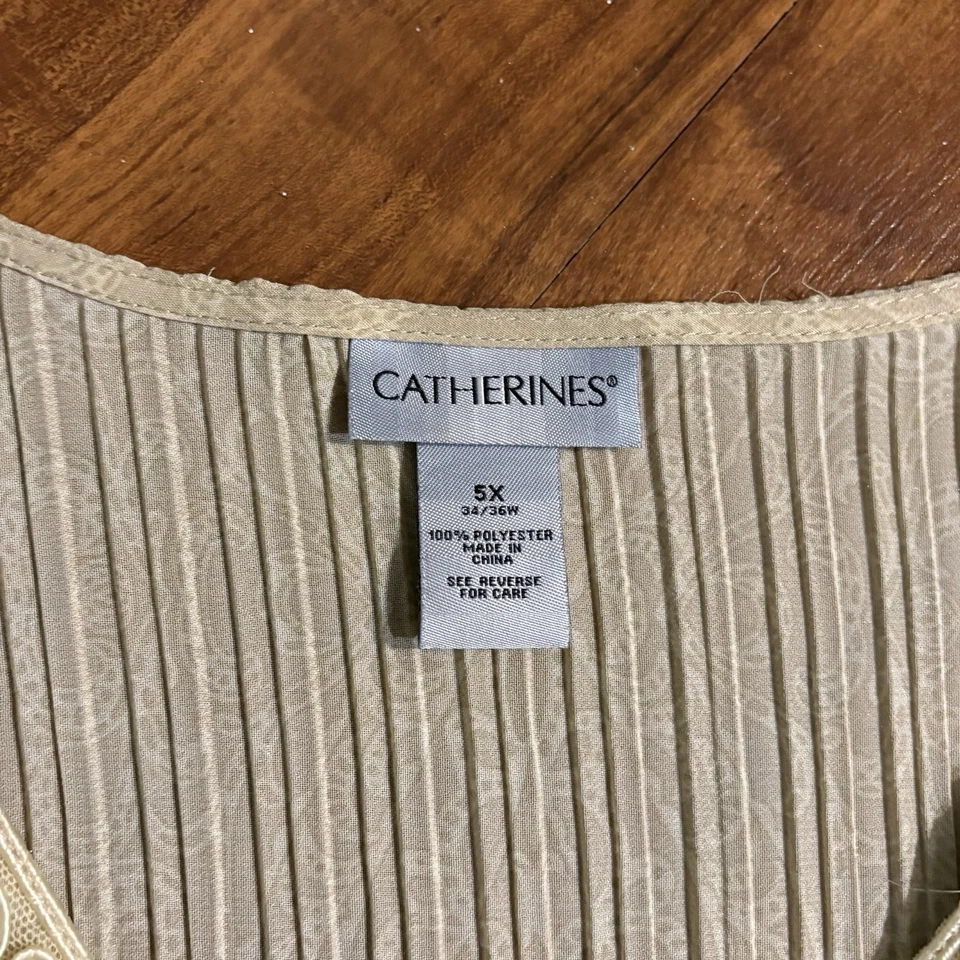 CATHERINES®
5X
34/36W
100% POLYESTER
MADE IN
CHINA
SEE REVERSE
FOR CARE